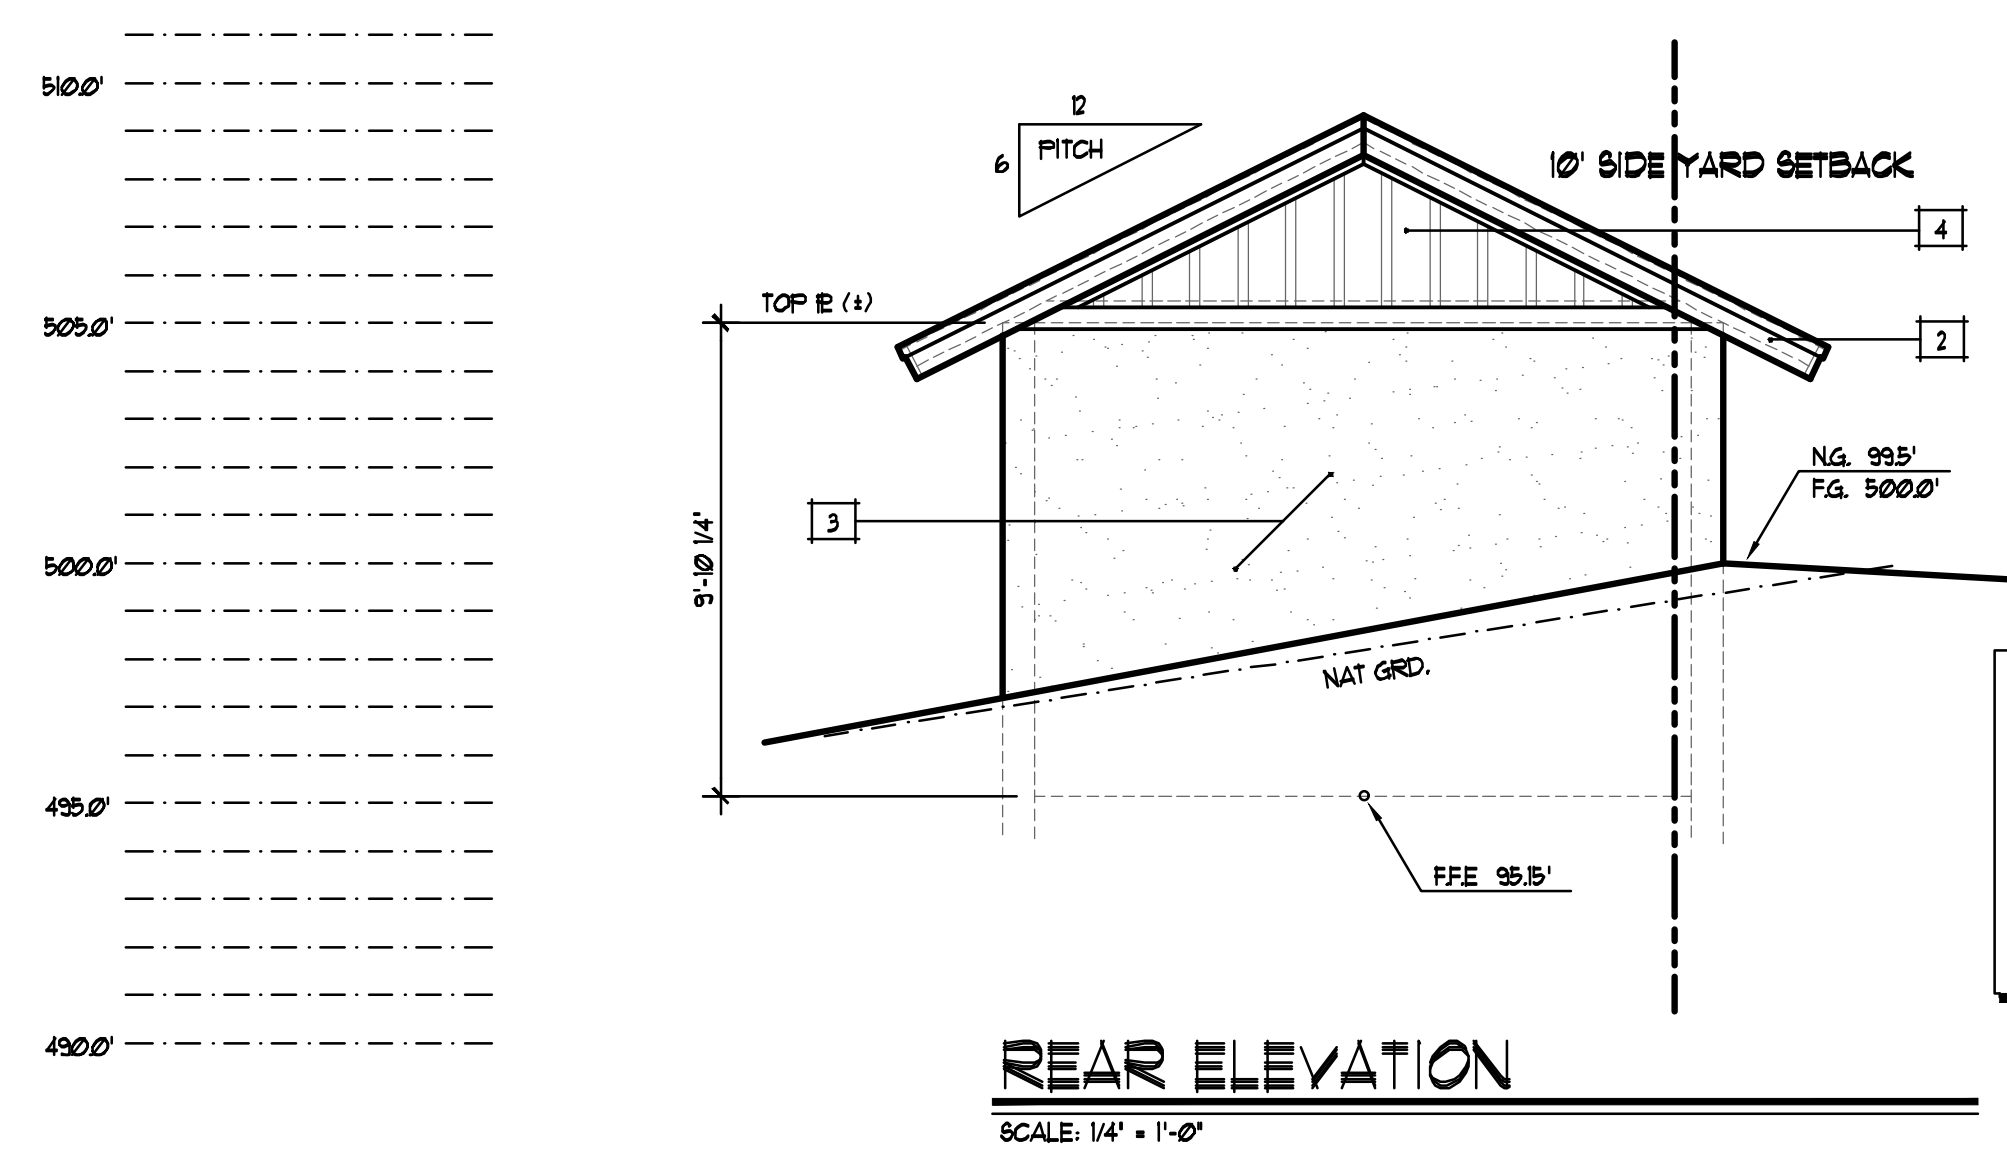 510.0'
12
6
PITCH
10' SIDE YARD SETBACK
4
TOP PL (±)
505.0'
2
N.G. 99.5'
F.G. 500.0'
3
9'-10 1/4"
500.0'
NAT GRD.
495.0'
F.F.E 95.15'
490.0'
REAR ELEVATION
SCALE: 1/4" = 1'-0"